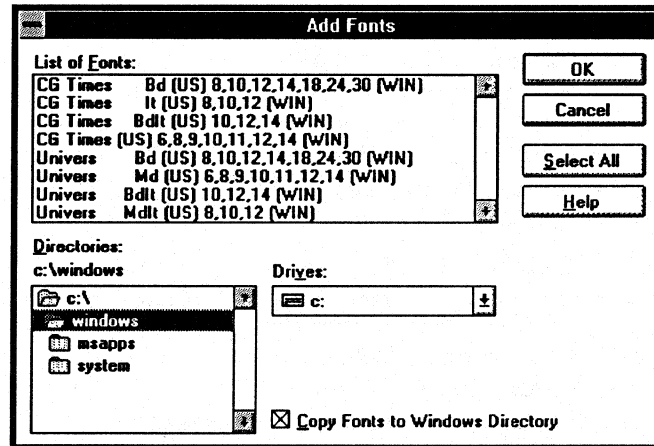 Add Fonts
List of Fonts:
CG Times Bd (US) 8,10,12,14,18,24,30 (WIN)
CG Times It (US) 8,10,12 (WIN)
CG Times BdIt (US) 10,12,14 (WIN)
CG Times (US) 6,8,9,10,11,12,14 (WIN)
Univers Bd (US) 8,10,12,14,18,24,30 (WIN)
Univers Md (US) 6,8,9,10,11,12,14 (WIN)
Univers BdIt (US) 10,12,14 (WIN)
Univers MdIt (US) 8,10,12 (WIN)
OK
Cancel
Select All
Help
Directories:
c:\windows
c:\
windows
msapps
system
Drives:
c:
Copy Fonts to Windows Directory